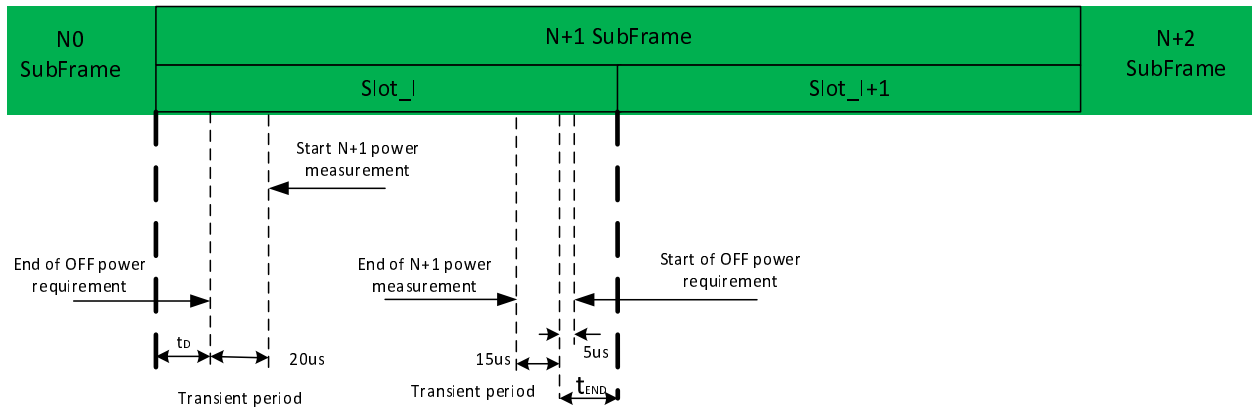 N0
SubFrame
N+1 SubFrame
N+2
SubFrame
Slot_I
Slot_I+1
Start N+1 power
measurement
End of OFF power
requirement
End of N+1 power
measurement
Start of OFF power
requirement
tD
20us
15us
5us
Transient period
Transient period
tEND